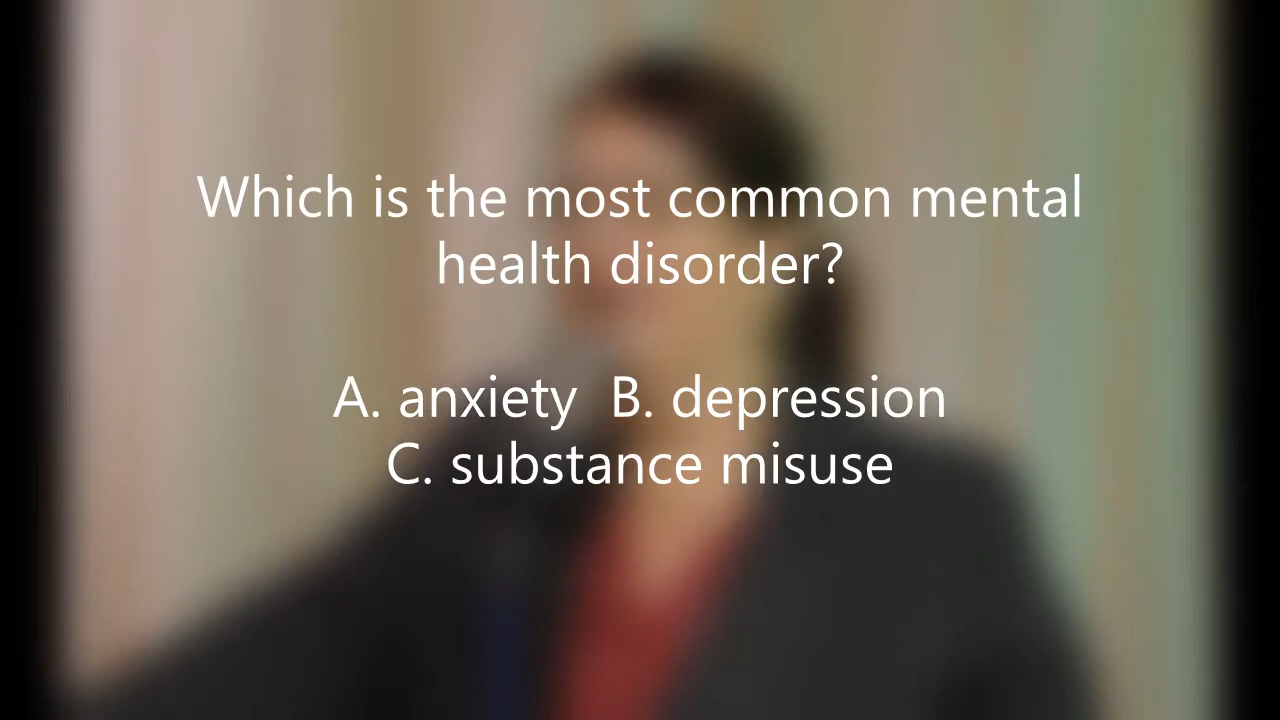 Which is the most common mental
health disorder?
A. anxiety  B. depression
C. substance misuse